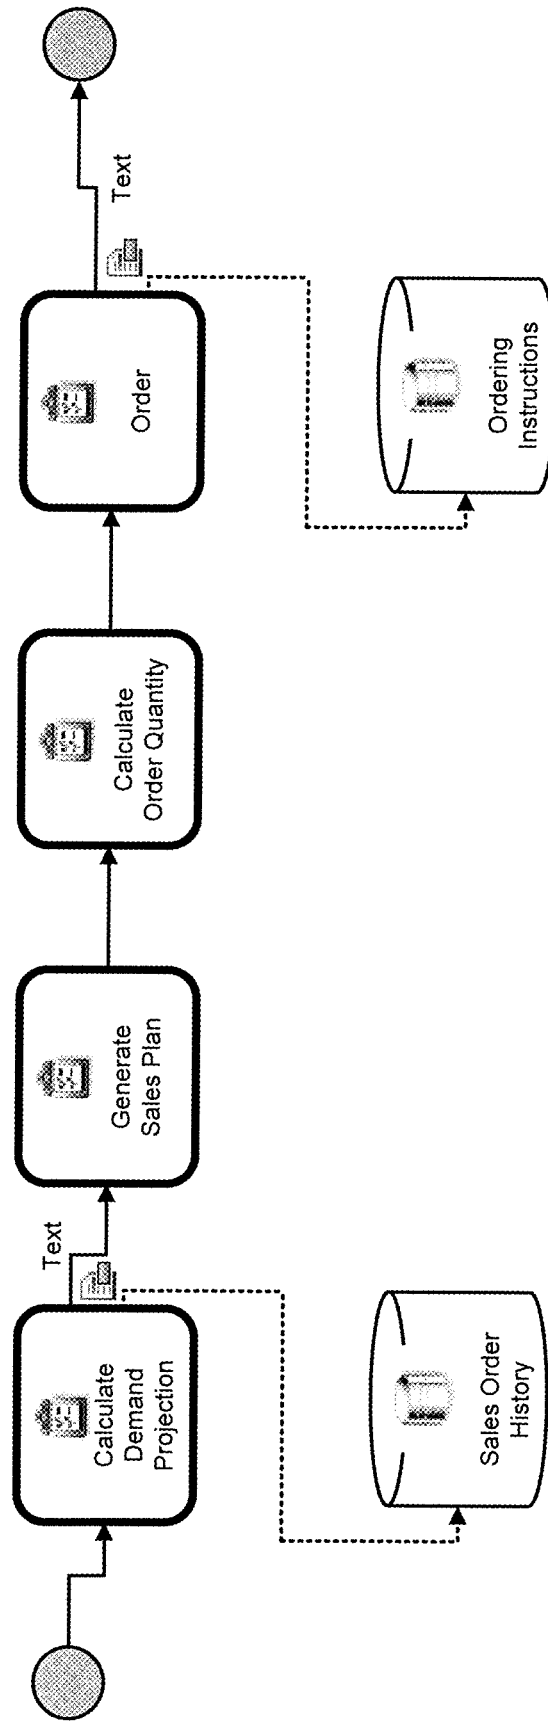 Calculate
Demand
Projection
Text
Generate
Sales Plan
Calculate
Order Quantity
Order
Text
Sales Order
History
Ordering
Instructions